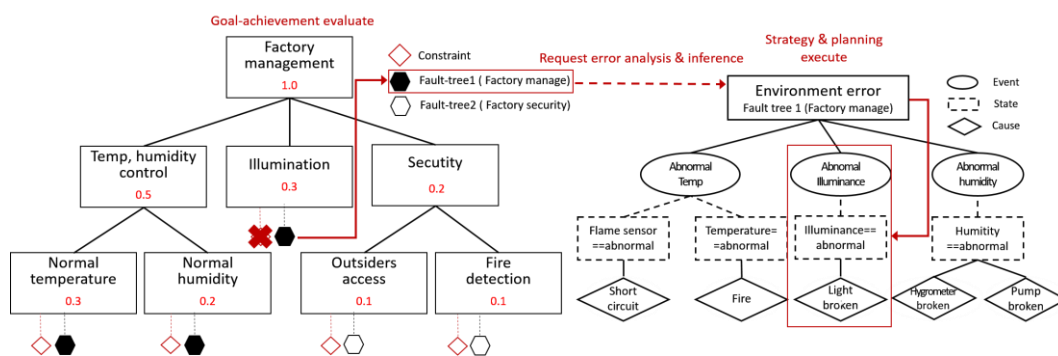 Goal-achievement evaluate
Factory
management
1.0
Constraint
Fault-tree1 ( Factory manage)
Fault-tree2 ( Factory security)
Request error analysis & inference
Strategy & planning
execute
Environment error
Fault tree 1 (Factory manage)
Event
State
Cause
Temp, humidity
control
0.5
Illumination
0.3
Secutity
0.2
Abnormal
Temp
Abnomal
Illuminance
Abnormal
humidity
Flame sensor
==abnormal
Temperature=
=abnormal
Illuminance==
abnormal
Humitity
==abnormal
Normal
temperature
0.3
Normal
humidity
0.2
Outsiders
access
0.1
Fire
detection
0.1
Short
circuit
Fire
Light
broken
Hygrometer
broken
Pump
broken